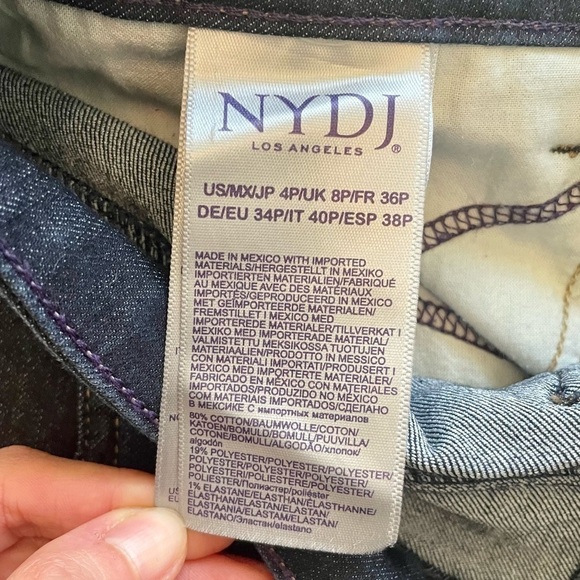 NYDJ
LOS ANGELES ®
US/MX/JP 4P/UK 8P/FR 36P
DE/EU 34P/IT 40P/ESP 38P
MADE IN MEXICO WITH IMPORTED
MATERIALS/HERGESTELLT IN MEXIKO
IMPORTIERTEN MATERIALIEN/FABRIQUÉ
AU MEXIQUE AVEC DES MATÉRIAUX
IMPORTÉS/GEPRODUCEERD IN MEXICO
MET GEÏMPORTEERDE MATERIALEN/
FREMSTILLET I MEXICO MED
IMPORTEREDE MATERIALER/TILLVERKAT I
MEXIKO MED IMPORTERADE MATERIAL/
VALMISTETTU MEKSIKOSSA TUOTUJEN
MATERIAALIEN/PRODOTTO IN MESSICO
CON MATERIALI IMPORTATI/PRODUSERT I
MEXICO MED IMPORTERTE MATERIALER/
FABRICADO EN MÉXICO CON MATERIALES
IMPORTADOS/FABRICADO NO MÉXICO
COM MATERIAIS IMPORTADOS/СДЕЛАНО
В МЕКСИКЕ С импортных материалов
80% COTTON/BAUMWOLLE/COTON/
KATOEN/BOMULD/BOMULL/PUUVILLA/
COTONE/BOMULL/ALGODÃO/хлопок/
algodón
19% POLYESTER/POLYESTER/POLYESTER/
POLYESTER/POLYESTER/POLYESTER/
POLYESTERI/POLIESTERE/POLYESTER/
POLIÉSTER/Полиэстер/poliéster
1% ELASTANE/ELASTHAN/ÉLASTHANNE/
ELASTAAN/ELASTAN/ELASTAN/
ELASTAANI/ELASTAN/ELASTAN/
ELASTANO/Эластан/elastano